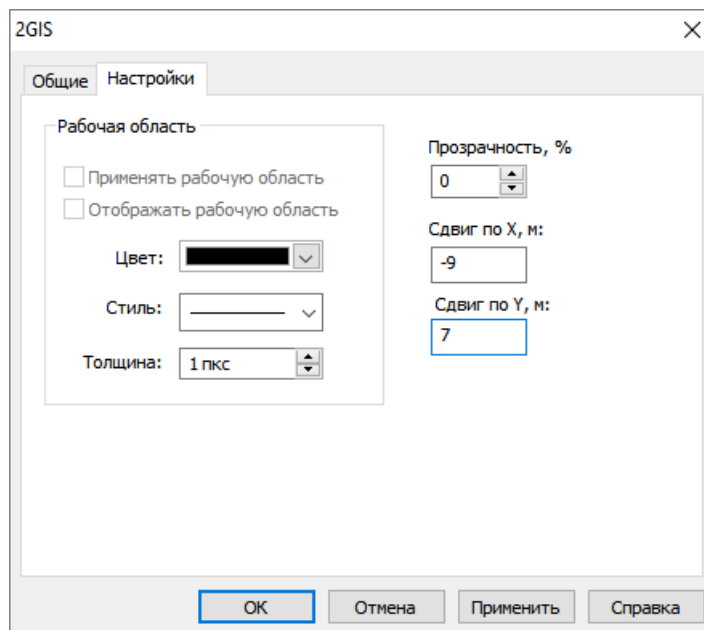 2GIS
Общие
Настройки
Рабочая область
Применять рабочую область
Отображать рабочую область
Цвет:
Стиль:
Толщина:
1 пкс
Прозрачность, %
0
Сдвиг по X, м:
-9
Сдвиг по Y, м:
7
OK
Отмена
Применить
Справка